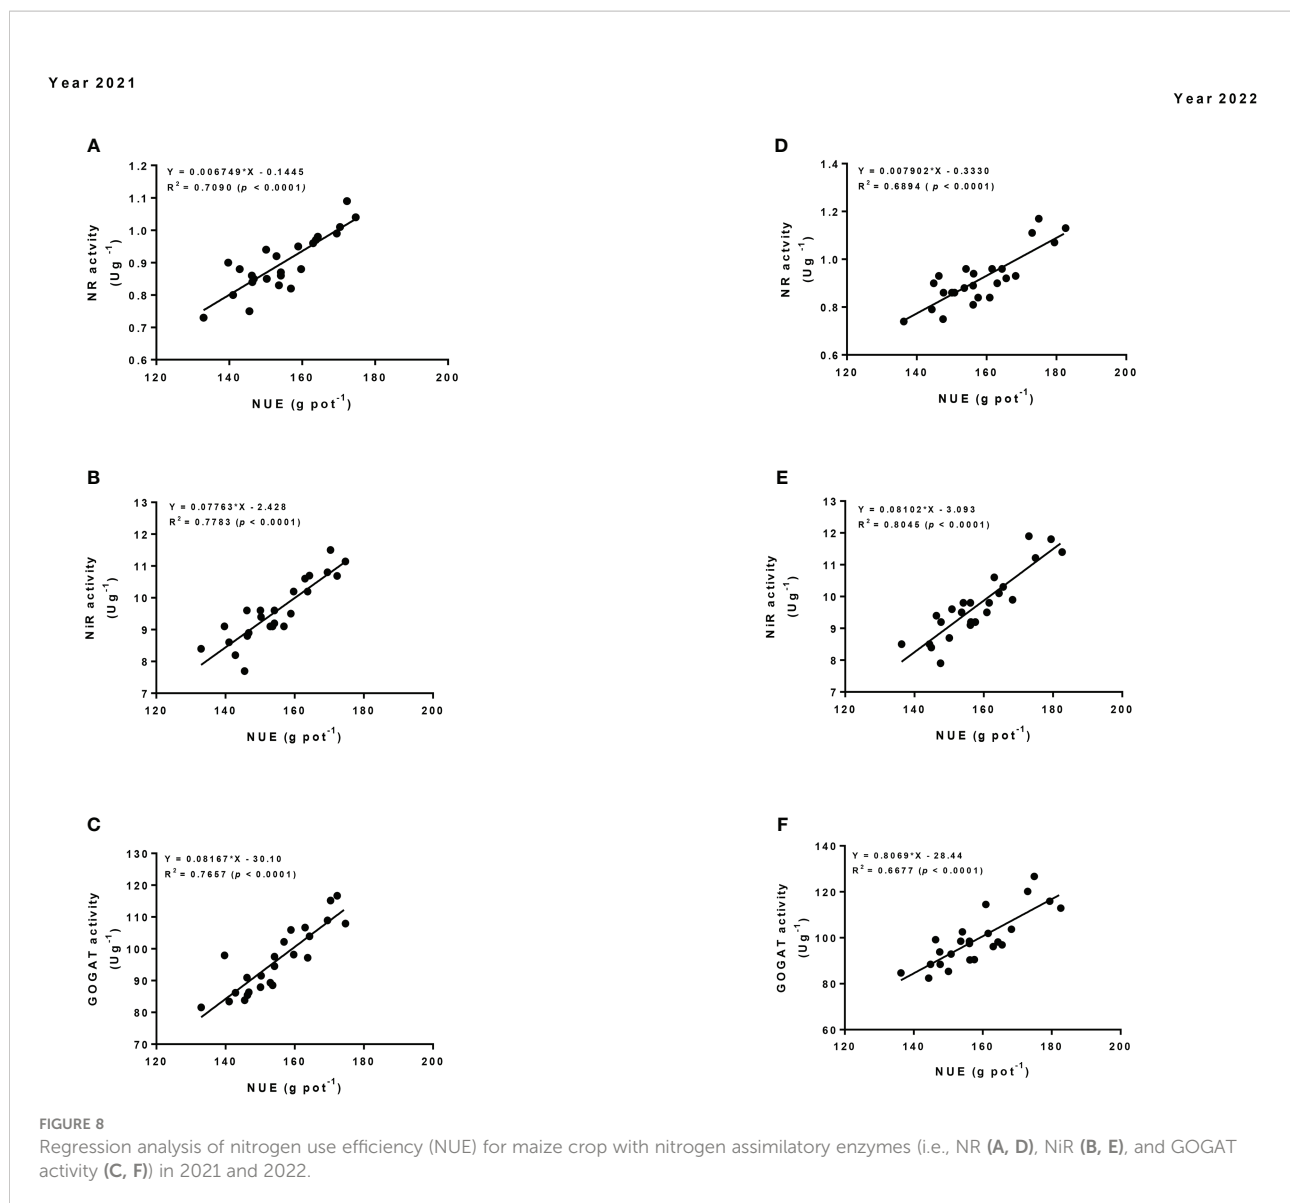 Year 2021
Year 2022
A
Y = 0.006749*X - 0.1445
R² = 0.7090 (p < 0.0001)
NR actvity
(Ug⁻¹)
1.2
1.1
1.0
0.9
0.8
0.7
0.6
120 140 160 180 200
NUE (g pot⁻¹)
D
Y = 0.007902*X - 0.3330
R² = 0.6894 (p < 0.0001)
NR actvity
(Ug⁻¹)
1.4
1.2
1.0
0.8
0.6
120 140 160 180 200
NUE (g pot⁻¹)
B
Y = 0.07763*X - 2.428
R² = 0.7783 (p < 0.0001)
NiR activity
(Ug⁻¹)
13
12
11
10
9
8
7
120 140 160 180 200
NUE (g pot⁻¹)
E
Y = 0.08102*X - 3.093
R² = 0.8045 (p < 0.0001)
NiR activity
(Ug⁻¹)
13
12
11
10
9
8
7
120 140 160 180 200
NUE (g pot⁻¹)
C
Y = 0.08167*X - 30.10
R² = 0.7657 (p < 0.0001)
GOGAT activity
(Ug⁻¹)
130
120
110
100
90
80
70
120 140 160 180 200
NUE (g pot⁻¹)
F
Y = 0.8069*X - 28.44
R² = 0.6677 (p < 0.0001)
GOGAT activity
(Ug⁻¹)
140
120
100
80
60
120 140 160 180 200
NUE (g pot⁻¹)
FIGURE 8
Regression analysis of nitrogen use efficiency (NUE) for maize crop with nitrogen assimilatory enzymes (i.e., NR (A, D), NiR (B, E), and GOGAT
activity (C, F)) in 2021 and 2022.